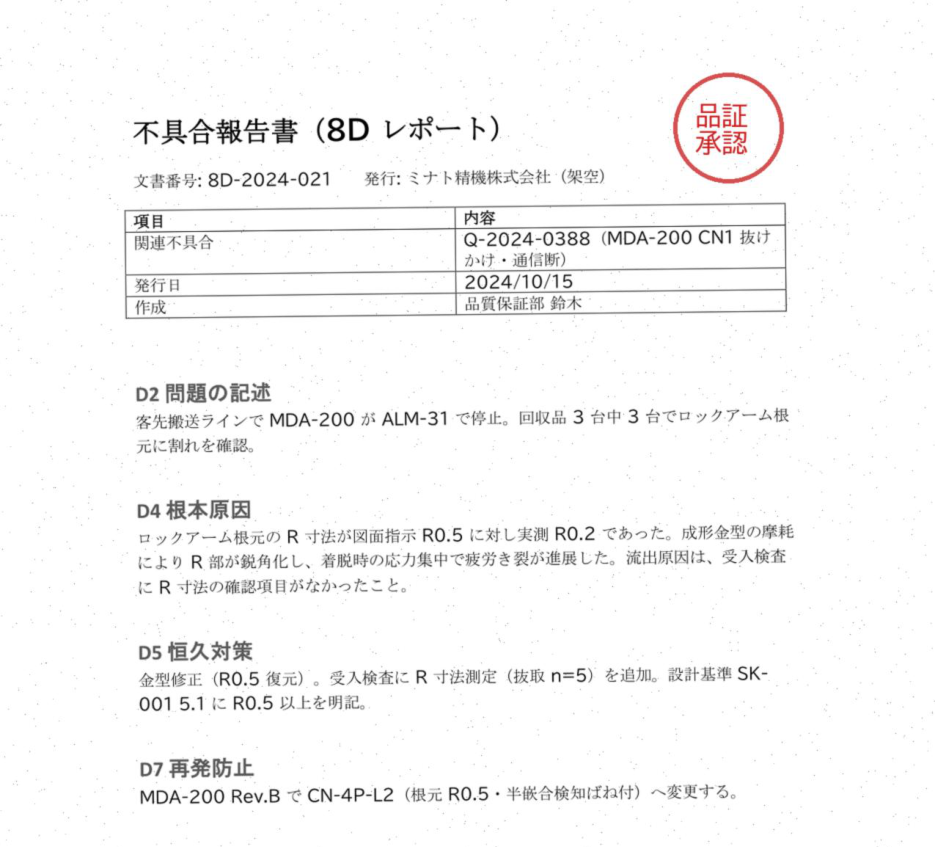 品証
承認
不具合報告書（8D レポート）
文書番号: 8D-2024-021 発行: ミナト精機株式会社（架空）
項目 内容
関連不具合 Q-2024-0388（MDA-200 CN1 抜け
かけ・通信断）
発行日 2024/10/15
作成 品質保証部 鈴木
D2 問題の記述
客先搬送ラインで MDA-200 が ALM-31 で停止。回収品 3 台中 3 台でロックアーム根
元に割れを確認。
D4 根本原因
ロックアーム根元の R 寸法が図面指示 R0.5 に対し実測 R0.2 であった。成形金型の摩耗
により R 部が鋭角化し、着脱時の応力集中で疲労き裂が進展した。流出原因は、受入検査
に R 寸法の確認項目がなかったこと。
D5 恒久対策
金型修正（R0.5 復元）。受入検査に R 寸法測定（抜取 n=5）を追加。設計基準 SK-
001 5.1 に R0.5 以上を明記。
D7 再発防止
MDA-200 Rev.B で CN-4P-L2（根元 R0.5・半嵌合検知ばね付）へ変更する。